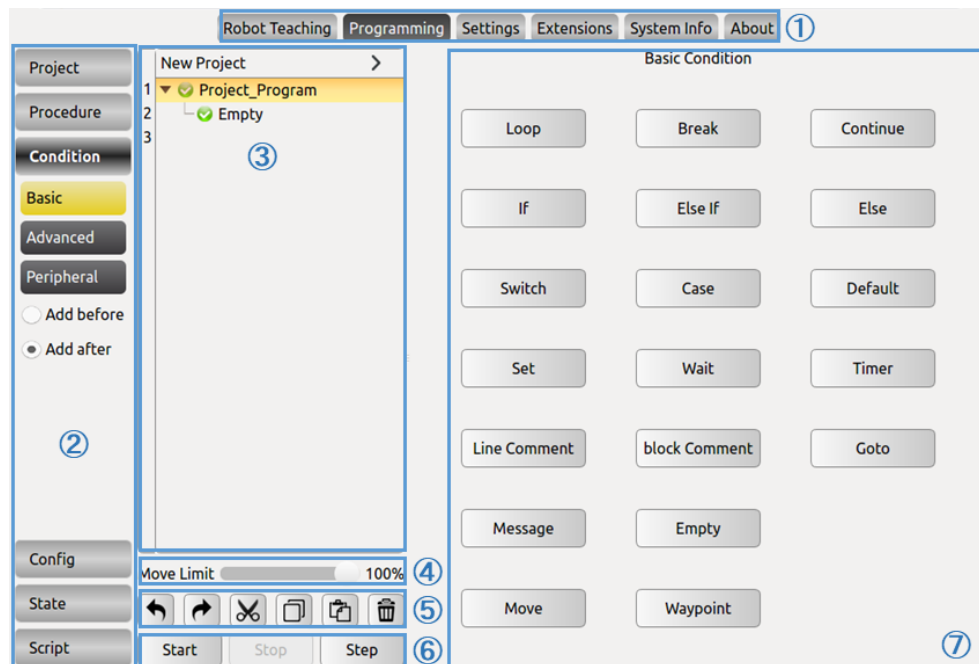 Robot Teaching Programming Settings Extensions System Info About ①
Project
Procedure
Condition
Basic
Advanced
Peripheral
Add before
Add after
②
Config
State
Script
New Project >
1 Project_Program
2 Empty
3
③
Move Limit 100% ④
⑤
Start Stop Step ⑥
Basic Condition
Loop Break Continue
If Else If Else
Switch Case Default
Set Wait Timer
Line Comment block Comment Goto
Message Empty
Move Waypoint
⑦